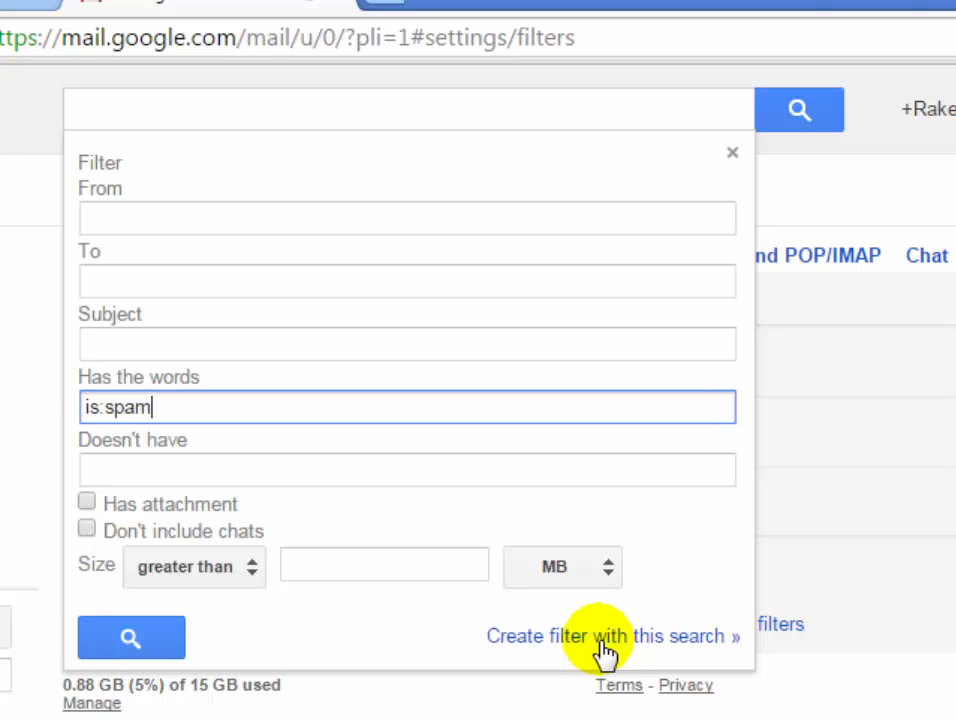 ttps://mail.google.com/mail/u/0/?pli=1#settings/filters
+Rake
Filter
×
From
To
nd POP/IMAP Chat
Subject
Has the words
is:spam
Doesn't have
Has attachment
Don't include chats
Size greater than MB
Create filter with this search »
filters
0.88 GB (5%) of 15 GB used
Manage
Terms - Privacy